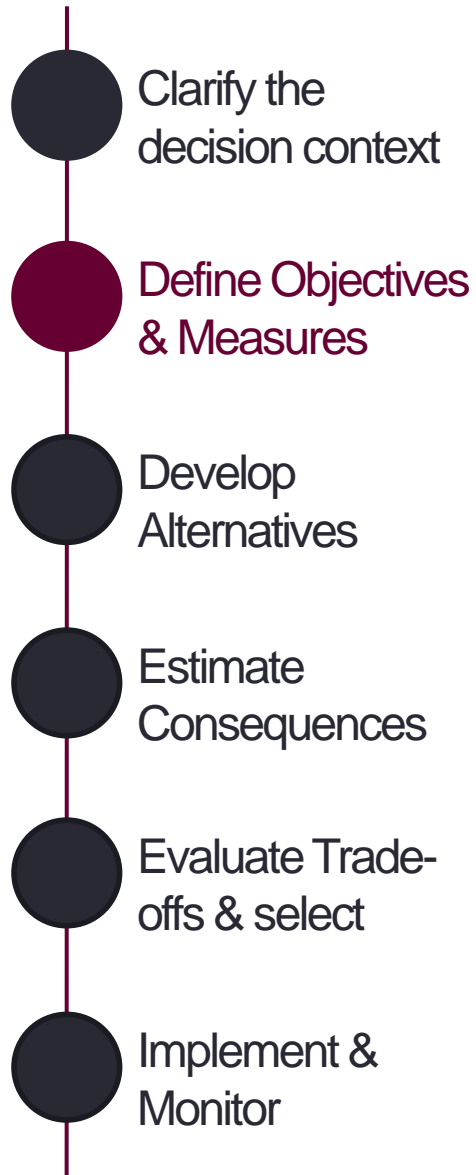 Clarify the
decision context
Define Objectives
& Measures
Develop
Alternatives
Estimate
Consequences
Evaluate Trade-
offs & select
Implement &
Monitor